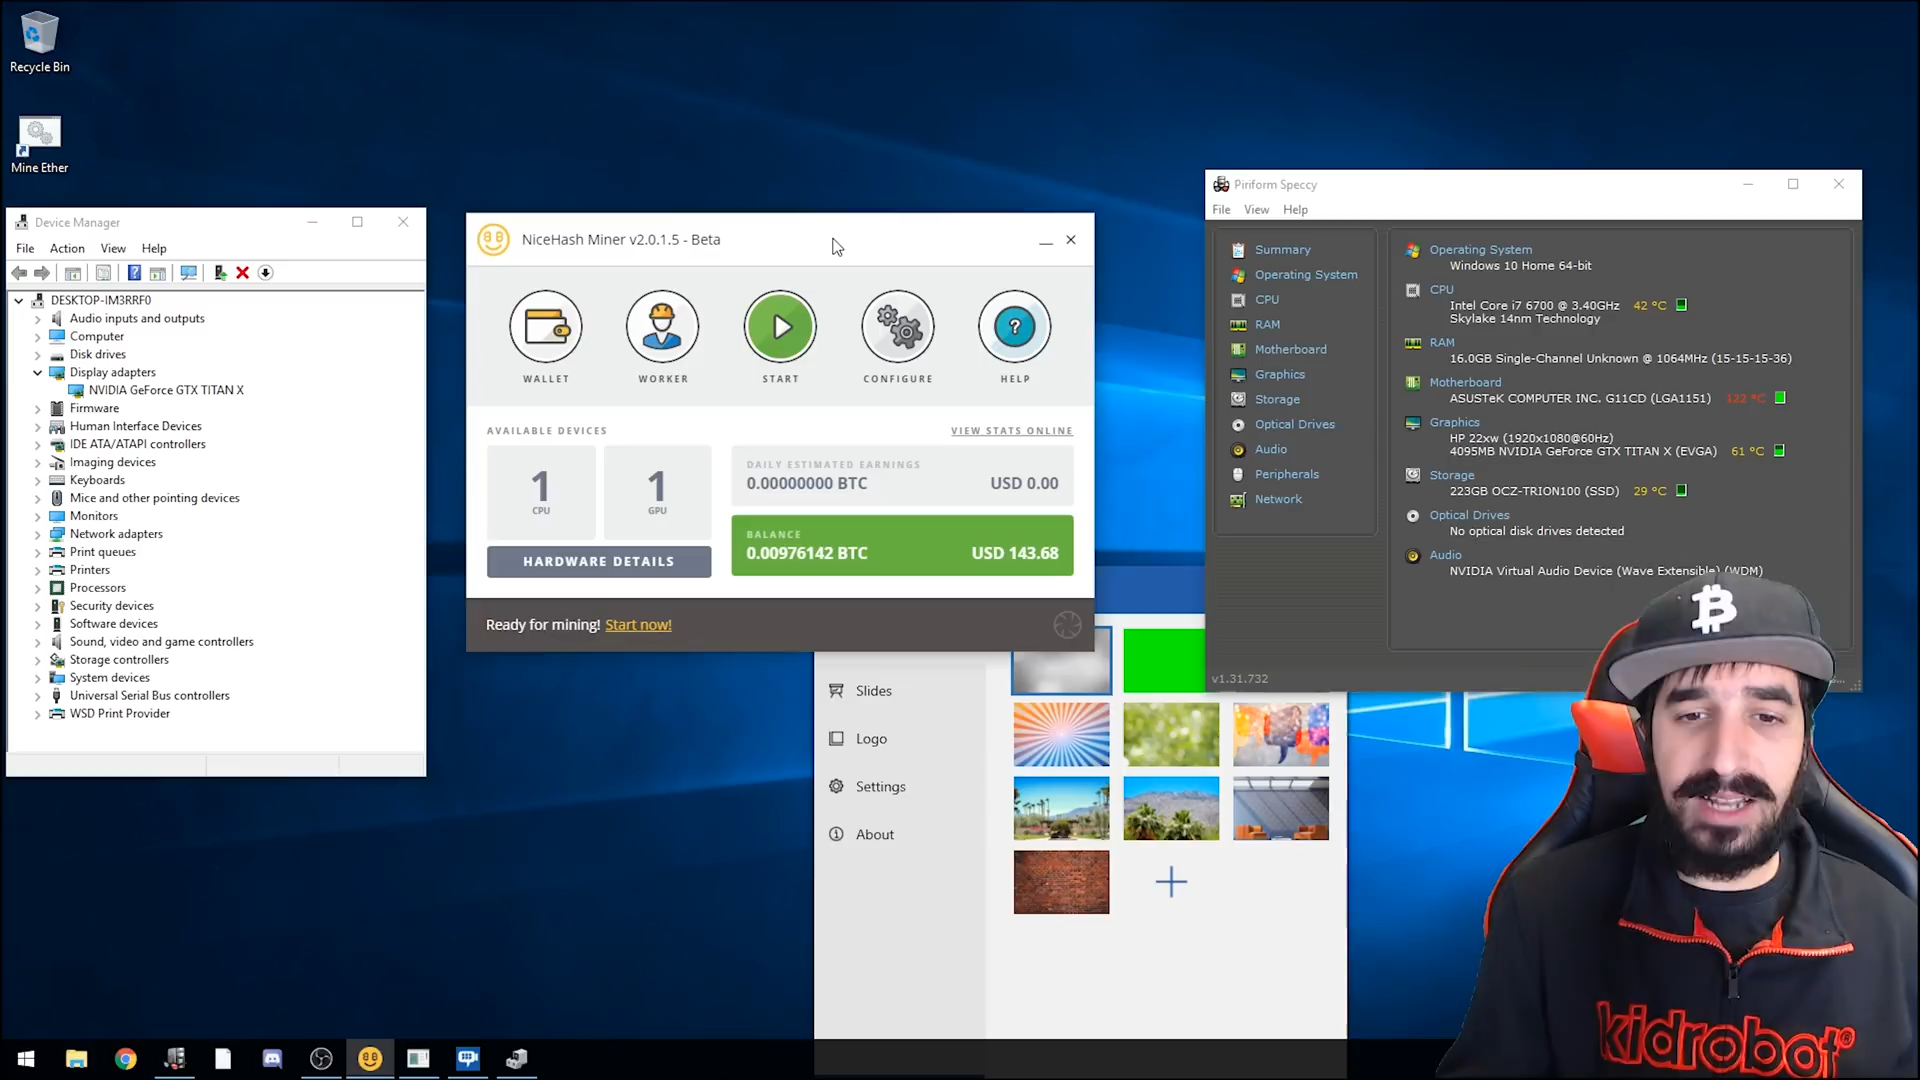 Recycle Bin
Mine Ether
Device Manager
File Action View Help
DESKTOP-IM3RRF0
Audio inputs and outputs
Computer
Disk drives
Display adapters
NVIDIA GeForce GTX TITAN X
Firmware
Human Interface Devices
IDE ATA/ATAPI controllers
Imaging devices
Keyboards
Mice and other pointing devices
Monitors
Network adapters
Print queues
Printers
Processors
Security devices
Software devices
Sound, video and game controllers
Storage controllers
System devices
Universal Serial Bus controllers
WSD Print Provider
NiceHash Miner v2.0.1.5 - Beta
WALLET WORKER START CONFIGURE HELP
AVAILABLE DEVICES
VIEW STATS ONLINE
1
CPU
1
GPU
HARDWARE DETAILS
DAILY ESTIMATED EARNINGS
0.00000000 BTC USD 0.00
BALANCE
0.00976142 BTC USD 143.68
Ready for mining! Start now!
Slides
Logo
Settings
About
Piriform Speccy
File View Help
Summary
Operating System
CPU
RAM
Motherboard
Graphics
Storage
Optical Drives
Audio
Peripherals
Network
Operating System
Windows 10 Home 64-bit
CPU
Intel Core i7 6700 @ 3.40GHz 42 °C
Skylake 14nm Technology
RAM
16.0GB Single-Channel Unknown @ 1064MHz (15-15-15-36)
Motherboard
ASUSTeK COMPUTER INC. G11CD (LGA1151) 122 °C
Graphics
HP 22xw (1920x1080@60Hz)
4095MB NVIDIA GeForce GTX TITAN X (EVGA) 61 °C
Storage
223GB OCZ-TRION100 (SSD) 29 °C
Optical Drives
No optical disk drives detected
Audio
NVIDIA Virtual Audio Device (Wave Extensible) (WDM)
v1.31.732
kidrobot®